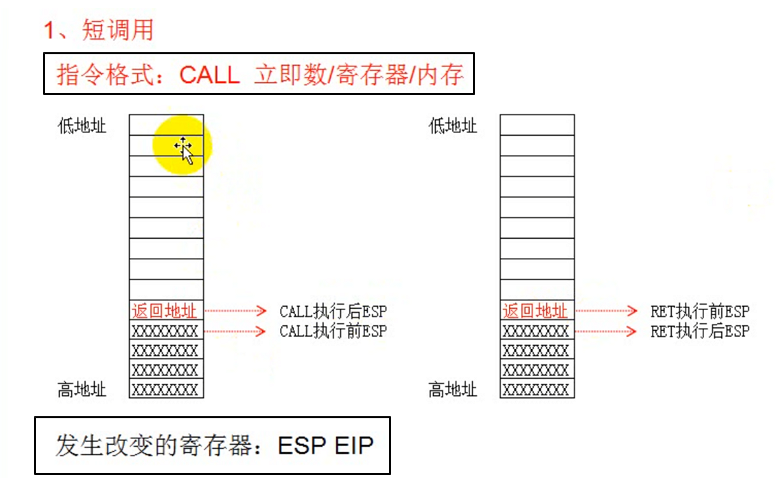 1、短调用
指令格式：CALL 立即数/寄存器/内存
低地址
低地址
返回地址
CALL执行后ESP
返回地址
RET执行前ESP
XXXXXXXX
CALL执行前ESP
XXXXXXXX
RET执行后ESP
XXXXXXXX
XXXXXXXX
XXXXXXXX
XXXXXXXX
高地址
XXXXXXXX
高地址
XXXXXXXX
发生改变的寄存器：ESP EIP